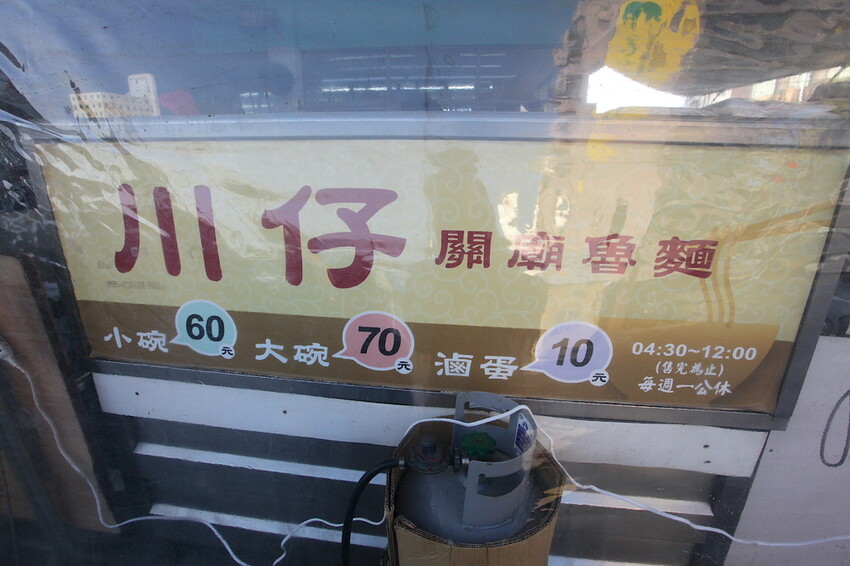 川仔 關廟魯麵
小碗 60元 大碗 70元 滷蛋 10元
04:30~12:00
(售完為止)
每週一公休